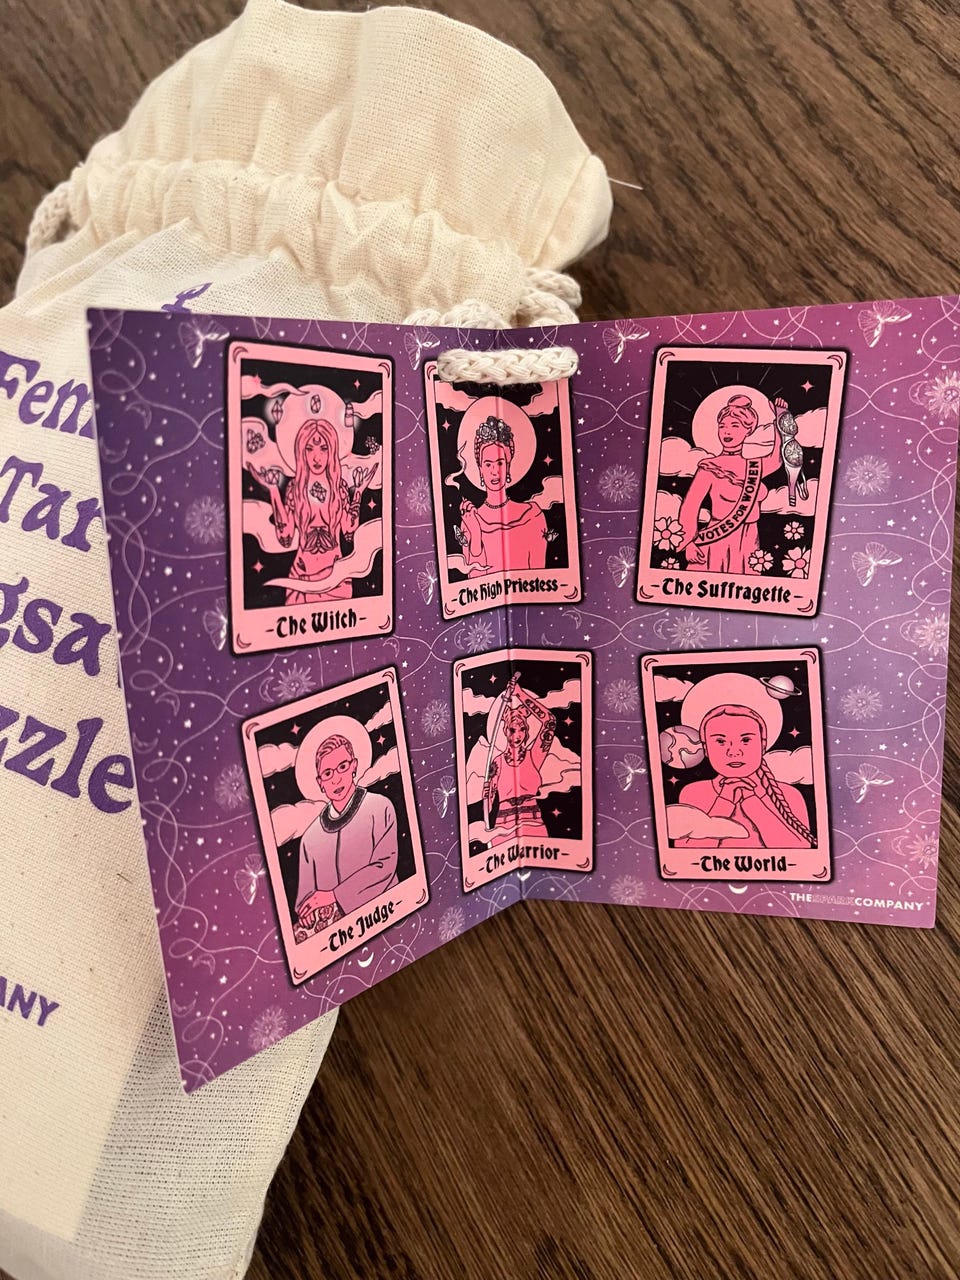 Fem
Tar
gsa
zzle
ANY
-The Witch-
-The High Priestess-
VOTES FOR WOMEN
-The Suffragette-
-The Judge-
-The Warrior-
-The World-
THESPARKCOMPANY